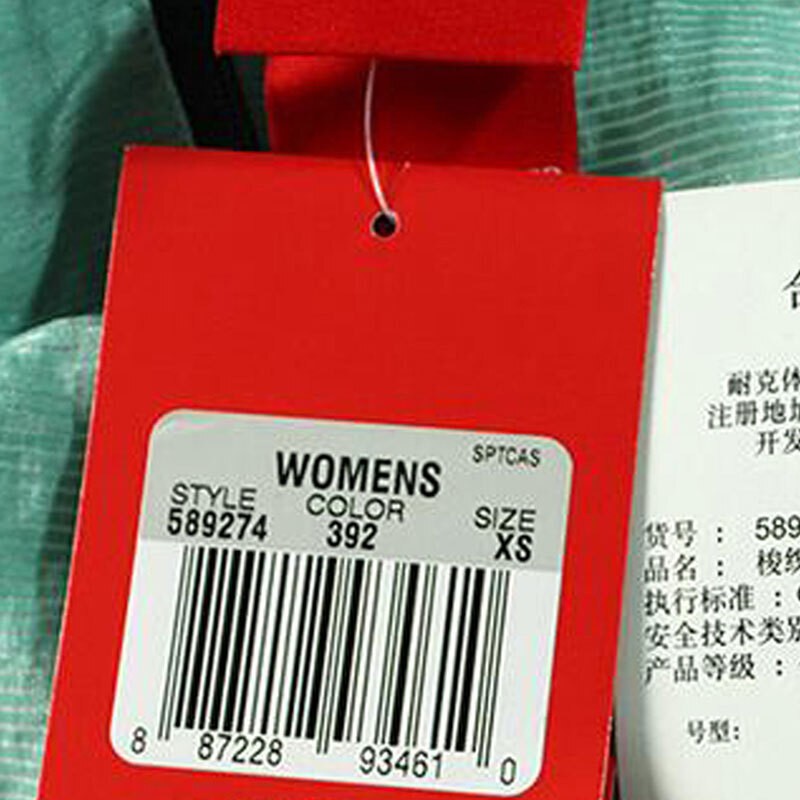 SPTCAS
WOMENS
STYLE COLOR SIZE
589274 392 XS
8 87228 93461 0
耐克体
注册地址
开发
货号 : 589
品名 : 梭织
执行标准 :
安全技术类别
产品等级 :
号型: